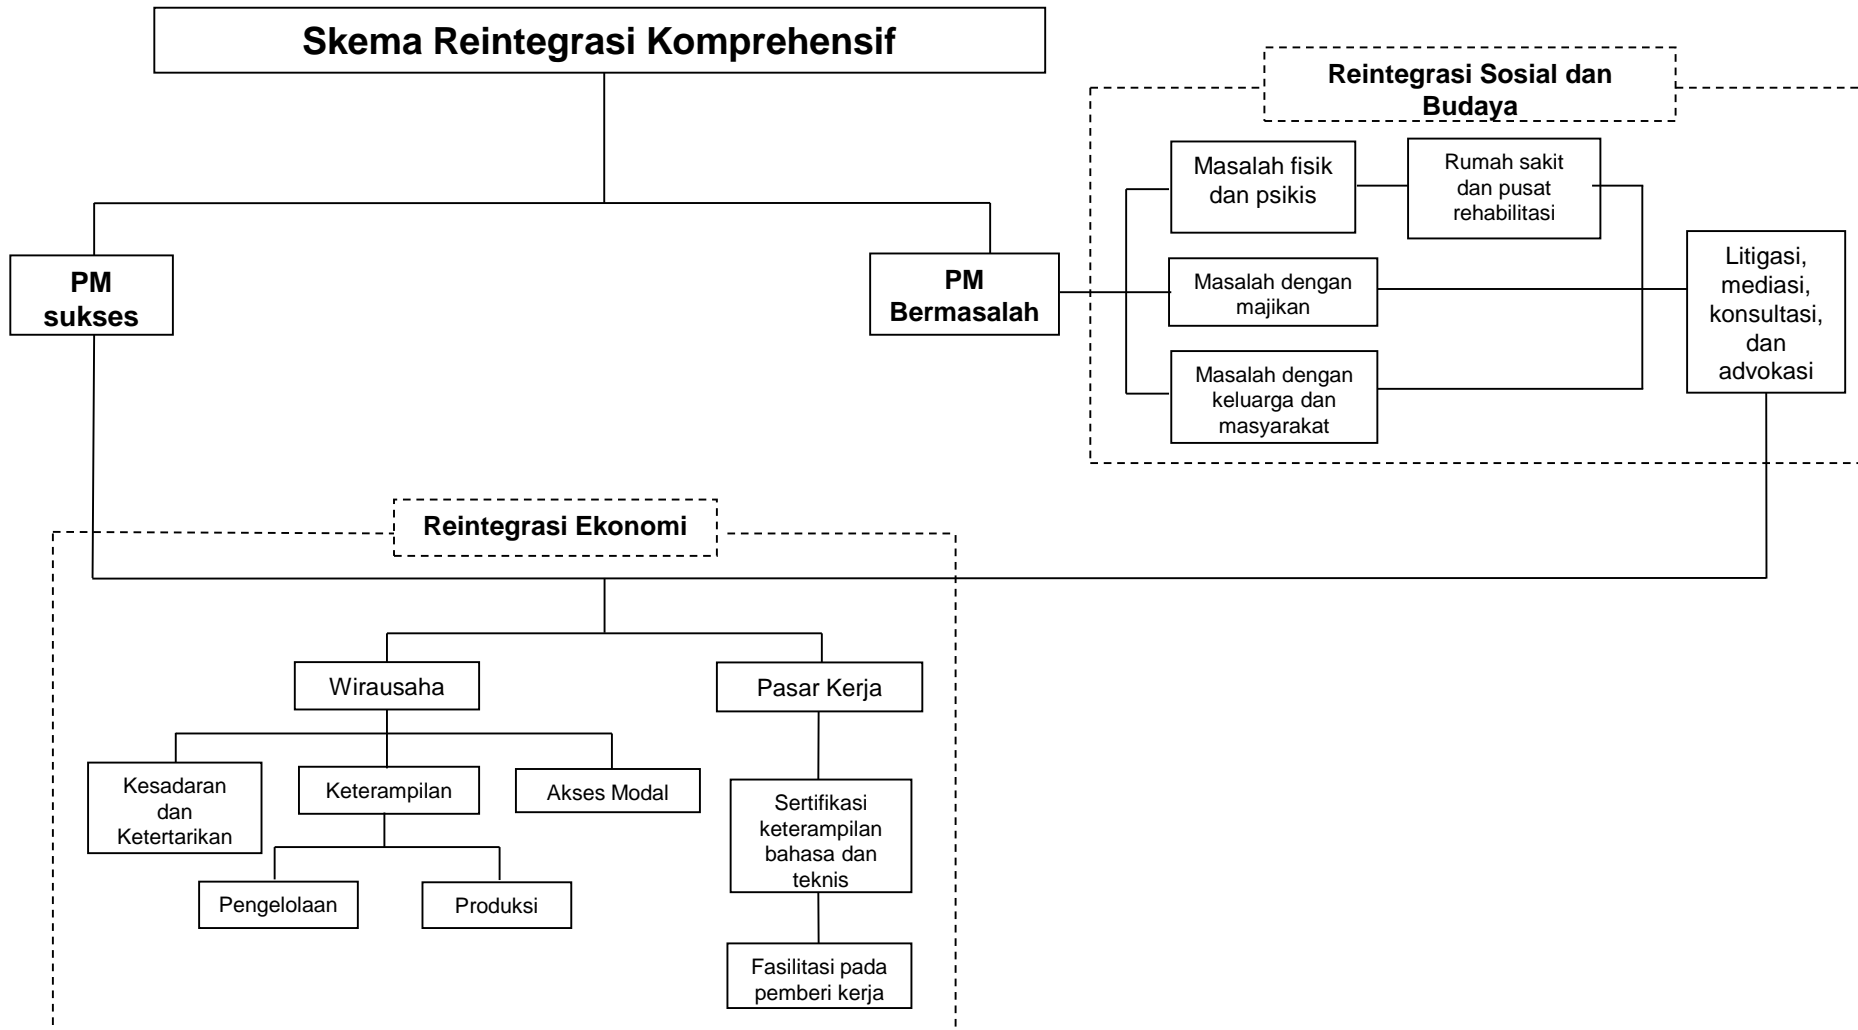 Skema Reintegrasi Komprehensif
Reintegrasi Sosial dan
Budaya
Masalah fisik
dan psikis
Rumah sakit
dan pusat
rehabilitasi
PM
sukses
PM
Bermasalah
Masalah dengan
majikan
Litigasi,
mediasi,
konsultasi,
dan
advokasi
Masalah dengan
keluarga dan
masyarakat
Reintegrasi Ekonomi
Wirausaha
Pasar Kerja
Kesadaran
dan
Ketertarikan
Keterampilan
Akses Modal
Sertifikasi
keterampilan
bahasa dan
teknis
Pengelolaan
Produksi
Fasilitasi pada
pemberi kerja